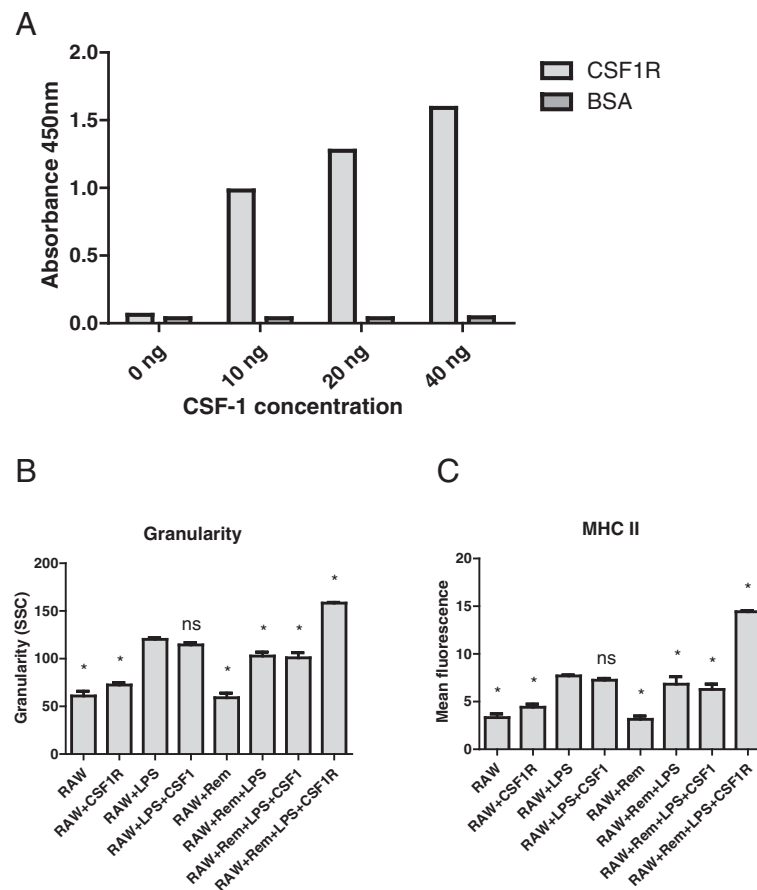 A
2.0
1.5
1.0
0.5
0.0
Absorbance 450nm
0 ng
10 ng
20 ng
40 ng
CSF-1 concentration
CSF1R
BSA
B
Granularity
200
150
100
50
0
Granularity (SSC)
*
*
ns
*
*
*
*
RAW
RAW+CSF1R
RAW+LPS
RAW+LPS+CSF1
RAW+Rem
RAW+Rem+LPS
RAW+Rem+LPS+CSF1
RAW+Rem+LPS+CSF1R
C
MHC II
20
15
10
5
0
Mean fluorescence
*
*
ns
*
*
*
*
RAW
RAW+CSF1R
RAW+LPS
RAW+LPS+CSF1
RAW+Rem
RAW+Rem+LPS
RAW+Rem+LPS+CSF1
RAW+Rem+LPS+CSF1R